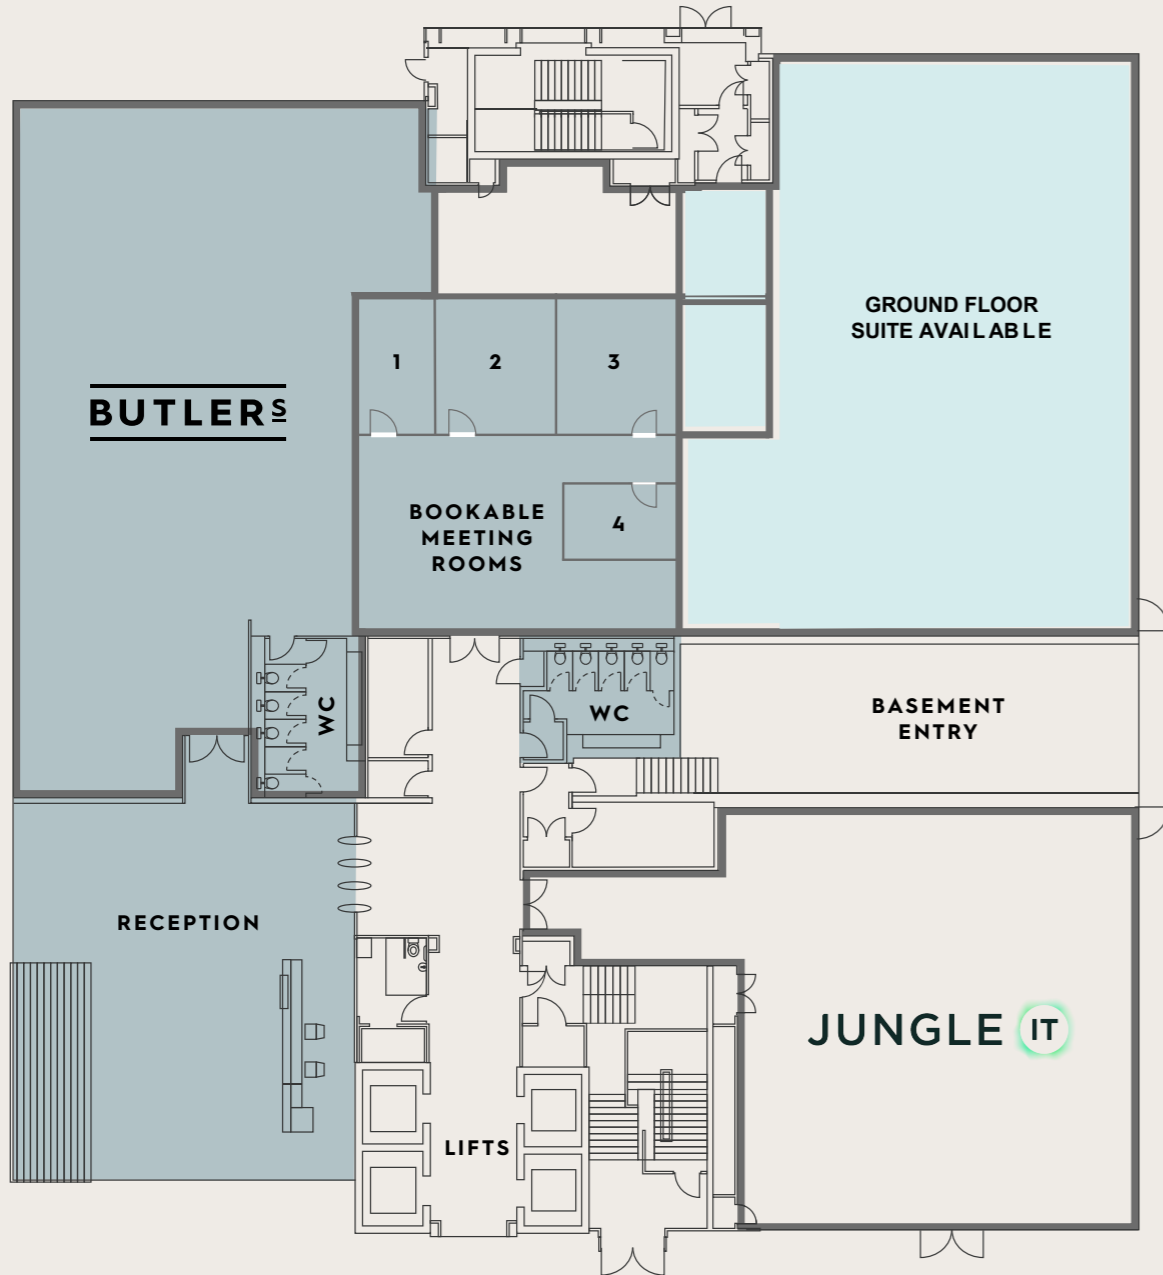 GROUND FLOOR
SUITE AVAILABLE
1
2
3
BUTLERS
BOOKABLE
MEETING
ROOMS
4
WC
WC
BASEMENT
ENTRY
RECEPTION
JUNGLE IT
LIFTS